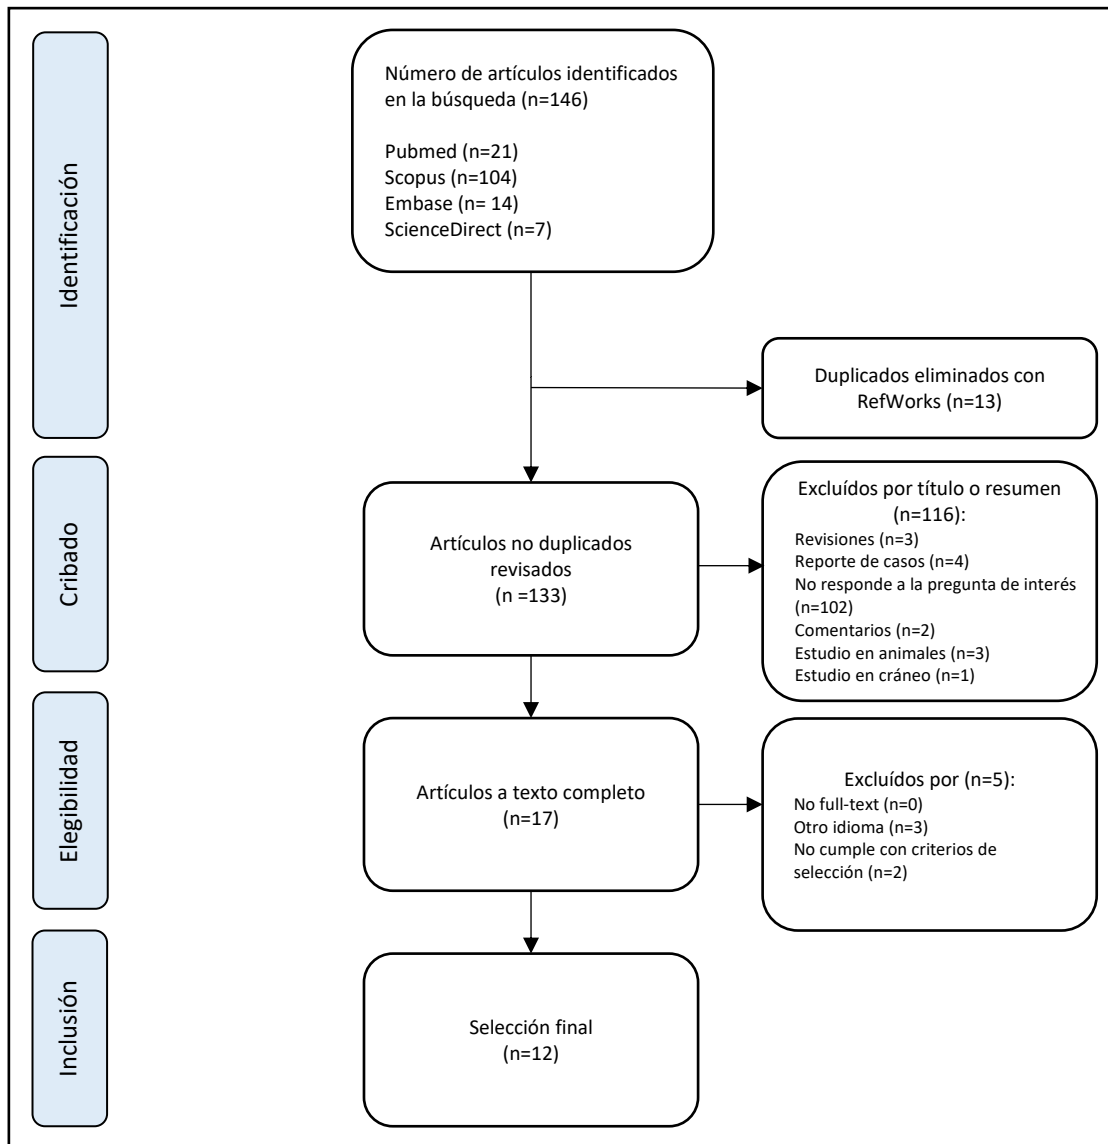 Identificación
Número de artículos identificados
en la búsqueda (n=146)
Pubmed (n=21)
Scopus (n=104)
Embase (n= 14)
ScienceDirect (n=7)
Duplicados eliminados con
RefWorks (n=13)
Cribado
Artículos no duplicados
revisados
(n =133)
Excluídos por título o resumen
(n=116):
Revisiones (n=3)
Reporte de casos (n=4)
No responde a la pregunta de interés
(n=102)
Comentarios (n=2)
Estudio en animales (n=3)
Estudio en cráneo (n=1)
Elegibilidad
Artículos a texto completo
(n=17)
Excluídos por (n=5):
No full-text (n=0)
Otro idioma (n=3)
No cumple con criterios de
selección (n=2)
Inclusión
Selección final
(n=12)